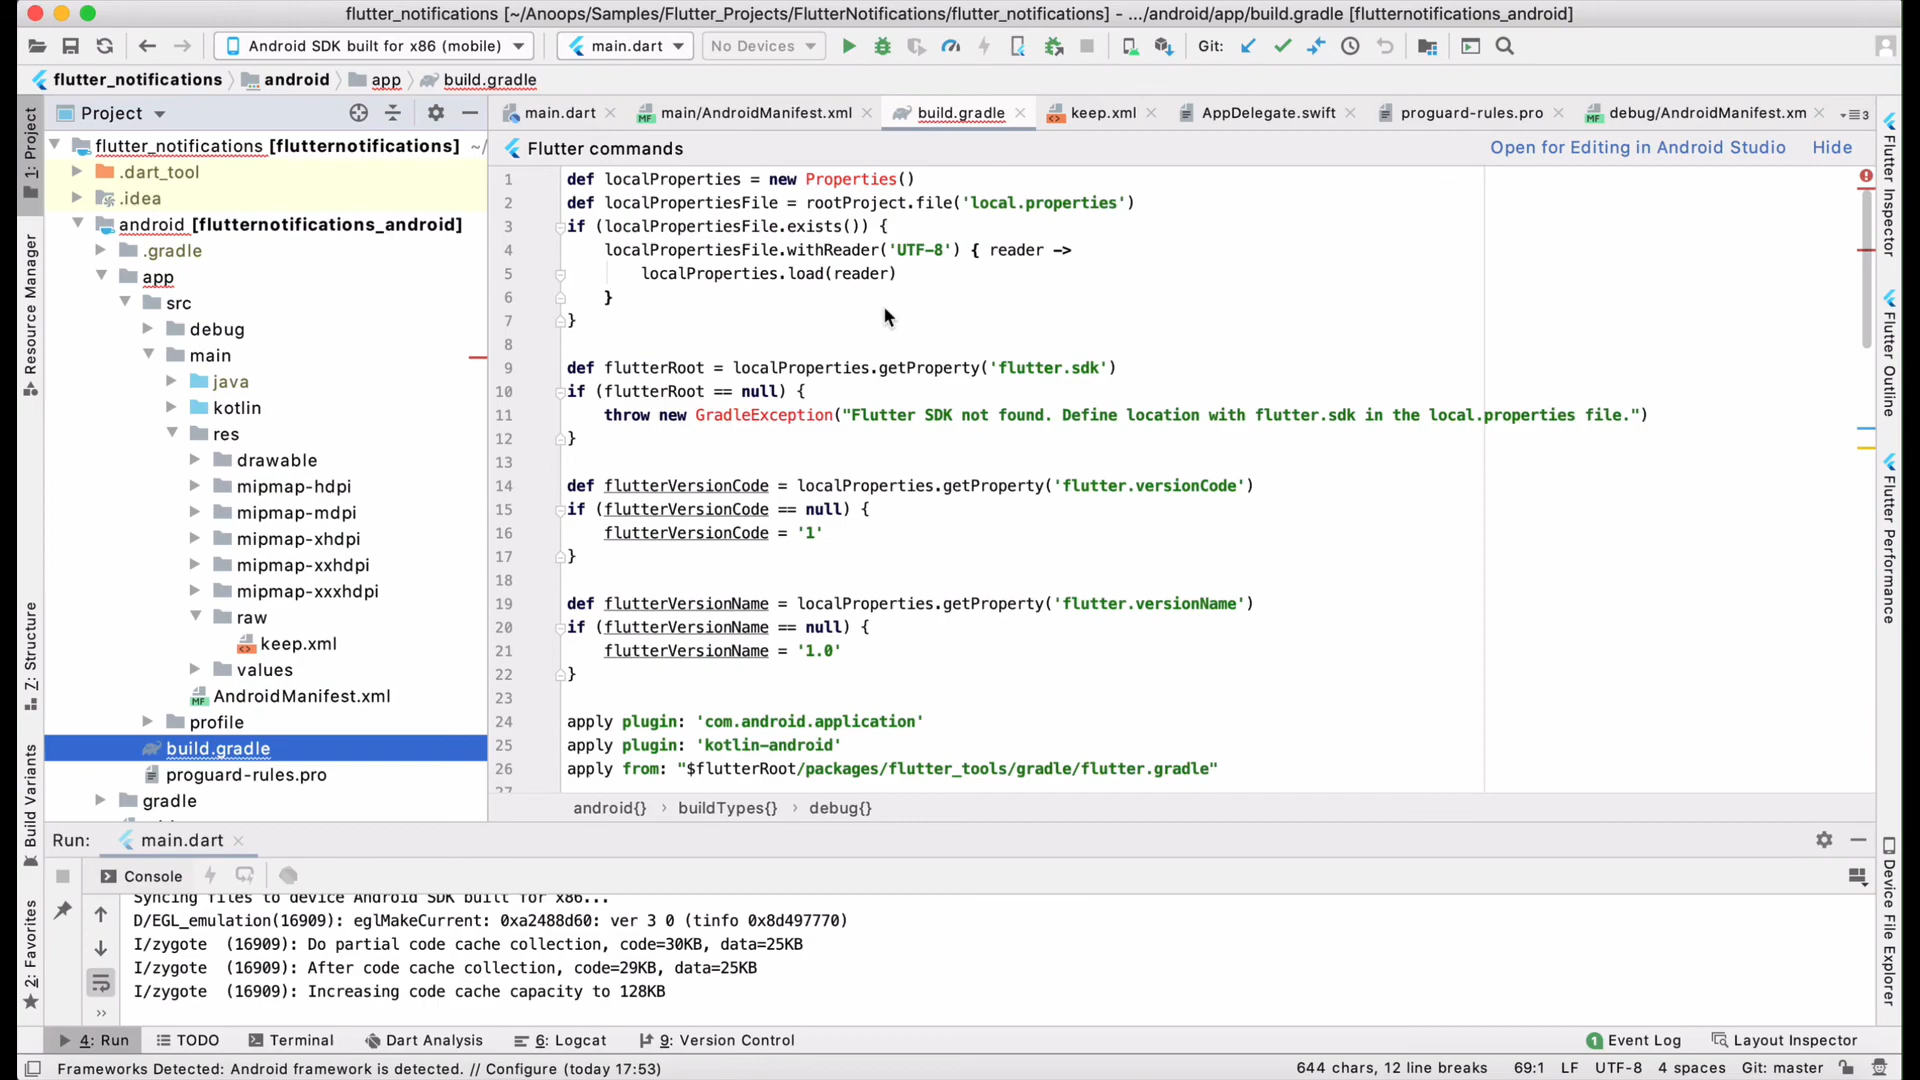 flutter_notifications [~/Anoops/Samples/Flutter_Projects/FlutterNotifications/flutter_notifications] - .../android/app/build.gradle [flutternotifications_android]
Android SDK built for x86 (mobile)
main.dart
No Devices
Git:
flutter_notifications
android
app
build.gradle
1: Project
Resource Manager
Z: Structure
Build Variants
2: Favorites
Project
flutter_notifications [flutternotifications] ~/
.dart_tool
.idea
android [flutternotifications_android]
.gradle
app
src
debug
main
java
kotlin
res
drawable
mipmap-hdpi
mipmap-mdpi
mipmap-xhdpi
mipmap-xxhdpi
mipmap-xxxhdpi
raw
keep.xml
values
AndroidManifest.xml
profile
build.gradle
proguard-rules.pro
gradle
main.dart
main/AndroidManifest.xml
build.gradle
keep.xml
AppDelegate.swift
proguard-rules.pro
debug/AndroidManifest.xm
3
Flutter commands
Open for Editing in Android Studio
Hide
1 def localProperties = new Properties()
2 def localPropertiesFile = rootProject.file('local.properties')
3 if (localPropertiesFile.exists()) {
4 localPropertiesFile.withReader('UTF-8') { reader ->
5 localProperties.load(reader)
6 }
7 }
8
9 def flutterRoot = localProperties.getProperty('flutter.sdk')
10 if (flutterRoot == null) {
11 throw new GradleException("Flutter SDK not found. Define location with flutter.sdk in the local.properties file.")
12 }
13
14 def flutterVersionCode = localProperties.getProperty('flutter.versionCode')
15 if (flutterVersionCode == null) {
16 flutterVersionCode = '1'
17 }
18
19 def flutterVersionName = localProperties.getProperty('flutter.versionName')
20 if (flutterVersionName == null) {
21 flutterVersionName = '1.0'
22 }
23
24 apply plugin: 'com.android.application'
25 apply plugin: 'kotlin-android'
26 apply from: "$flutterRoot/packages/flutter_tools/gradle/flutter.gradle"
27
android{} › buildTypes{} › debug{}
Flutter Inspector
Flutter Outline
Flutter Performance
Device File Explorer
Run:
main.dart
Console
Syncing files to device Android SDK built for x86...
D/EGL_emulation(16909): eglMakeCurrent: 0xa2488d60: ver 3 0 (tinfo 0x8d497770)
I/zygote  (16909): Do partial code cache collection, code=30KB, data=25KB
I/zygote  (16909): After code cache collection, code=29KB, data=25KB
I/zygote  (16909): Increasing code cache capacity to 128KB
4: Run
TODO
Terminal
Dart Analysis
6: Logcat
9: Version Control
1 Event Log
Layout Inspector
Frameworks Detected: Android framework is detected. // Configure (today 17:53)
644 chars, 12 line breaks
69:1
LF
UTF-8
4 spaces
Git: master